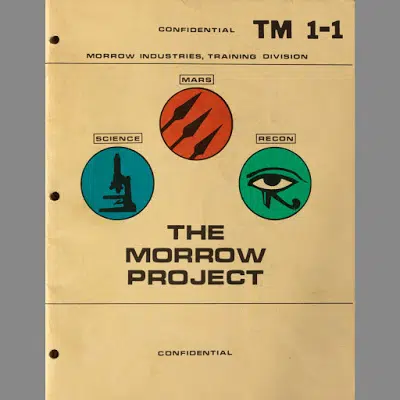 CONFIDENTIAL
TM 1-1
MORROW INDUSTRIES, TRAINING DIVISION
MARS
SCIENCE
RECON
THE
MORROW
PROJECT
CONFIDENTIAL